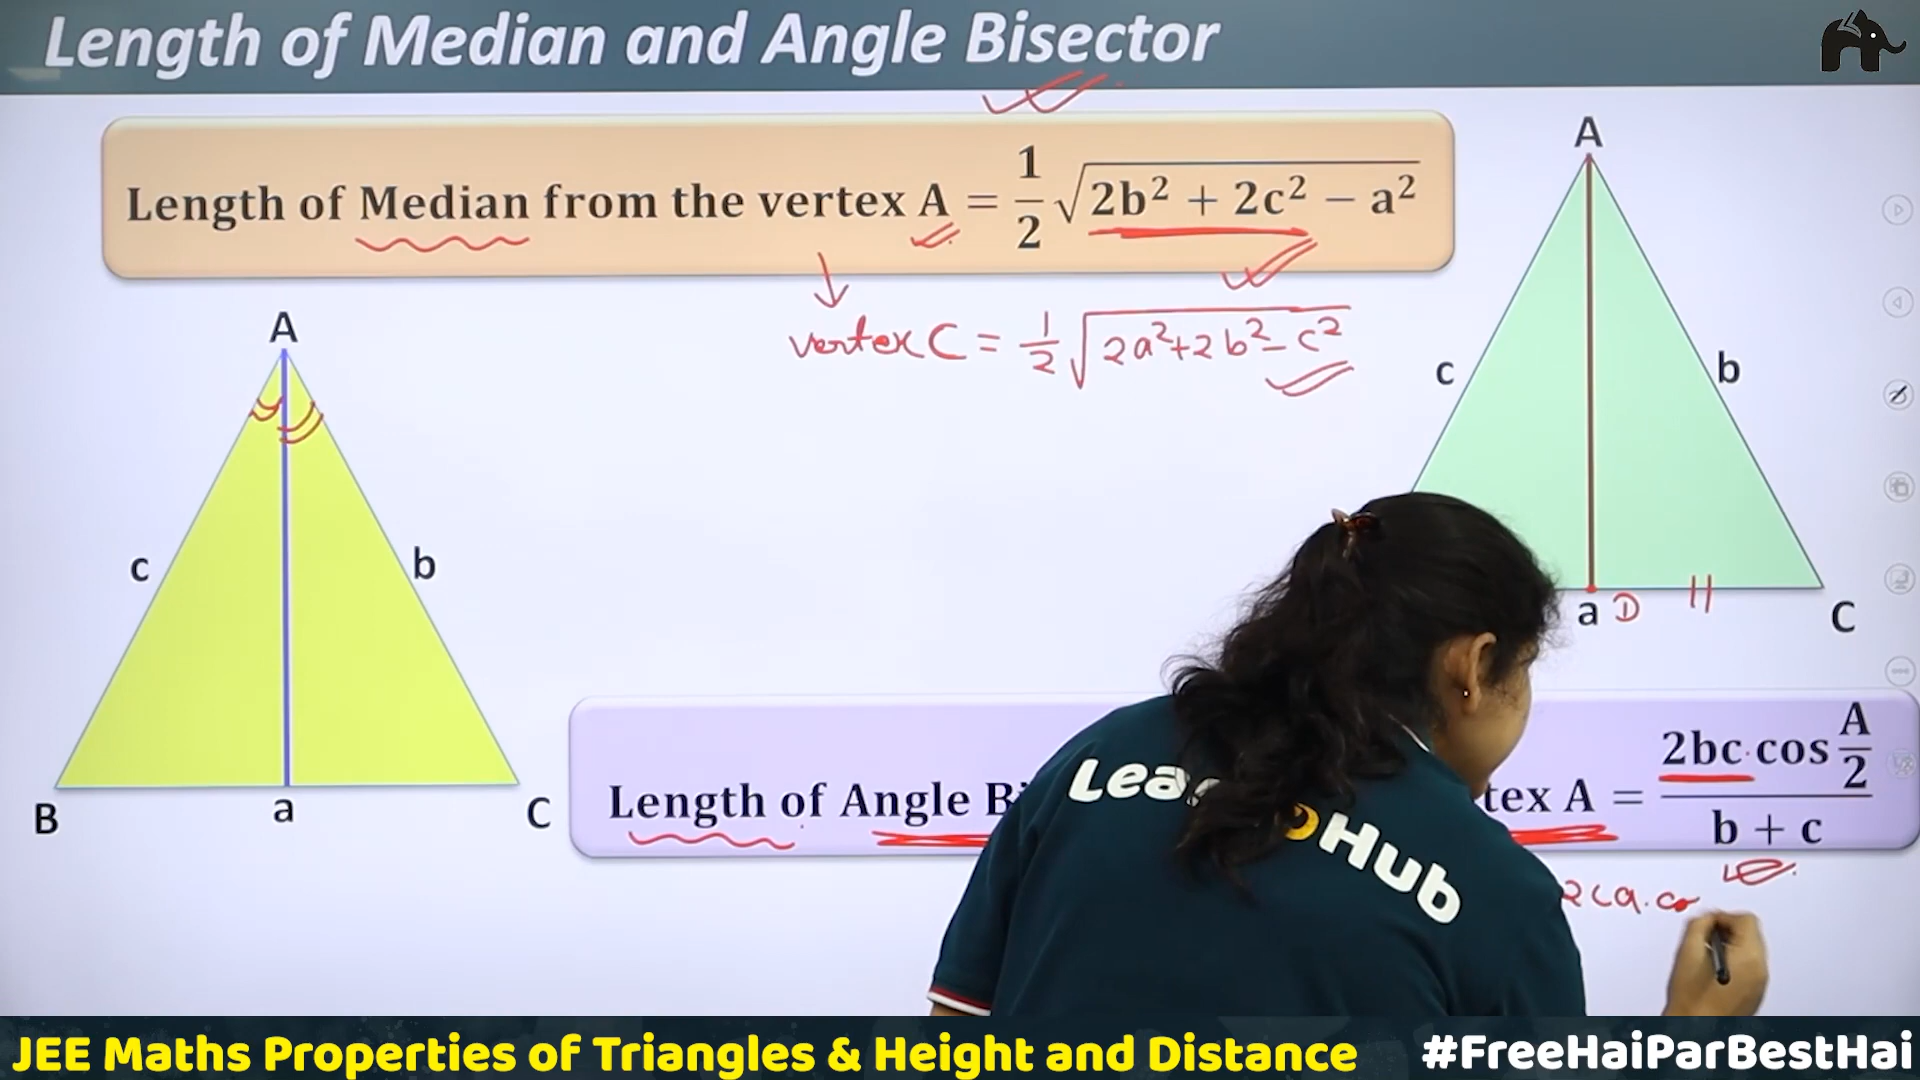 Length of Median and Angle Bisector
Length of Median from the vertex A = 1/2 √(2b² + 2c² − a²)
vertex C = 1/2 √(2a²+2b²−c²)
A
c
b
a D
C
A
c
b
B
a
C
Length of Angle B
tex A = 2bc cos A/2 / b + c
2ca.
Lea
Hub
JEE Maths Properties of Triangles & Height and Distance
#FreeHaiParBestHai